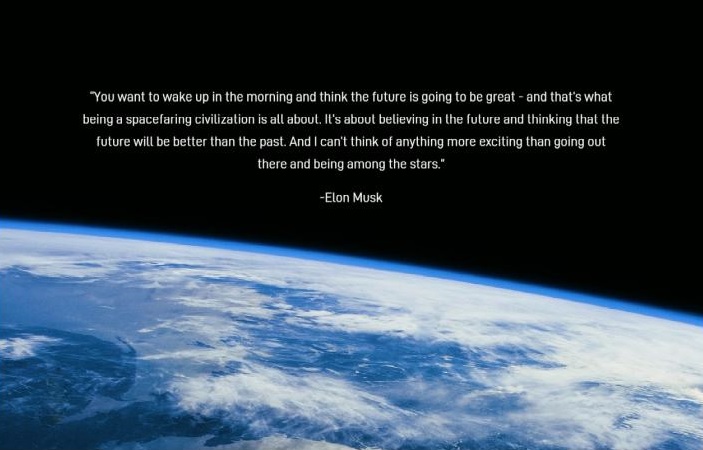 "You want to wake up in the morning and think the future is going to be great - and that's what
being a spacefaring civilization is all about. It's about believing in the future and thinking that the
future will be better than the past. And I can't think of anything more exciting than going out
there and being among the stars."
-Elon Musk